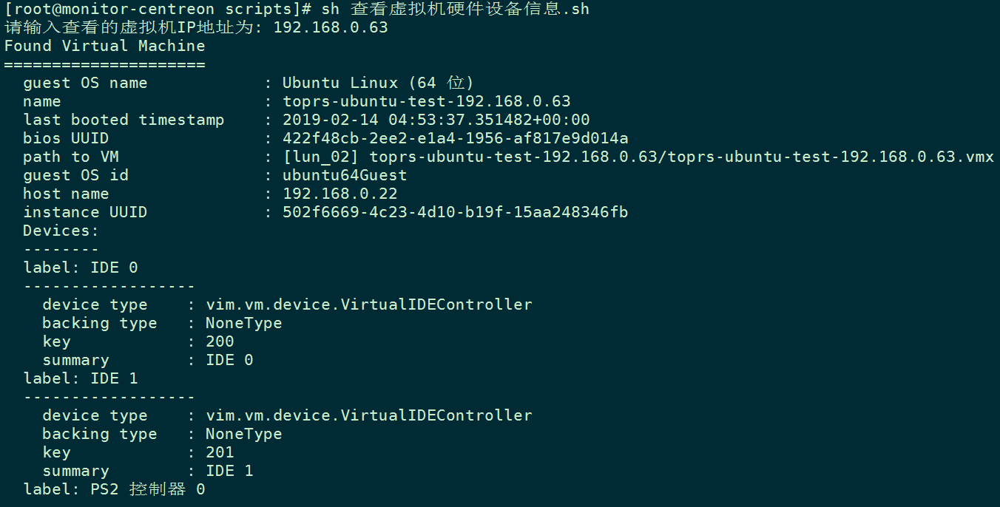 [root@monitor-centreon scripts]# sh 查看虚拟机硬件设备信息.sh
请输入查看的虚拟机IP地址为: 192.168.0.63
Found Virtual Machine
=====================
  guest OS name            : Ubuntu Linux (64 位)
  name                     : toprs-ubuntu-test-192.168.0.63
  last booted timestamp    : 2019-02-14 04:53:37.351482+00:00
  bios UUID                : 422f48cb-2ee2-e1a4-1956-af817e9d014a
  path to VM               : [lun_02] toprs-ubuntu-test-192.168.0.63/toprs-ubuntu-test-192.168.0.63.vmx
  guest OS id              : ubuntu64Guest
  host name                : 192.168.0.22
  instance UUID            : 502f6669-4c23-4d10-b19f-15aa248346fb
  Devices:
  --------
  label: IDE 0
  ------------------
    device type    : vim.vm.device.VirtualIDEController
    backing type   : NoneType
    key            : 200
    summary        : IDE 0
  label: IDE 1
  ------------------
    device type    : vim.vm.device.VirtualIDEController
    backing type   : NoneType
    key            : 201
    summary        : IDE 1
  label: PS2 控制器 0